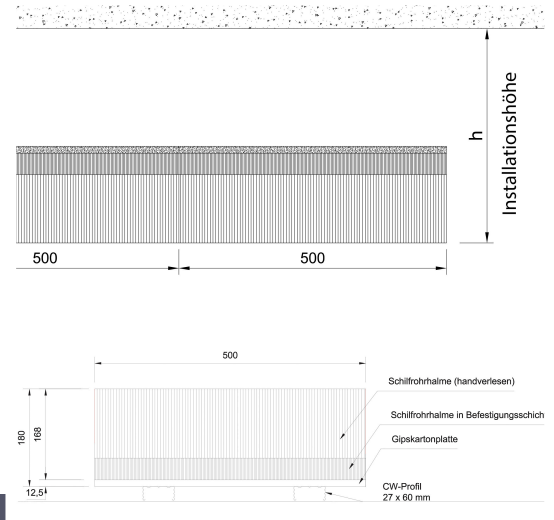 h
Installationshöhe
500
500
500
Schilfrohrhalme (handverlesen)
180
168
Schilfrohrhalme in Befestigungsschich
Gipskartonplatte
12,5
CW-Profil
27 x 60 mm